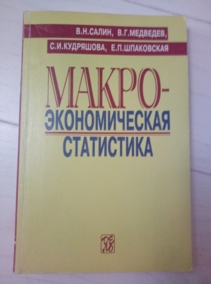 В.Н.САЛИН, В.Г.МЕДВЕДЕВ,
С.И.КУДРЯШОВА, Е.П.ШПАКОВСКАЯ
МАКРО-
ЭКОНОМИЧЕСКАЯ
СТАТИСТИКА